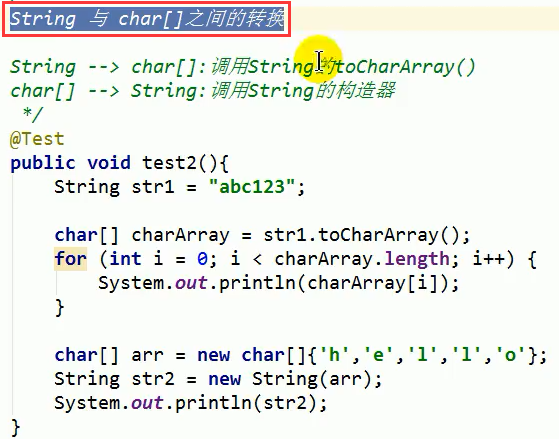 String 与 char[]之间的转换
String --> char[]:调用String的toCharArray()
char[] --> String:调用String的构造器
*/
@Test
public void test2(){
String str1 = "abc123";
char[] charArray = str1.toCharArray();
for (int i = 0; i < charArray.length; i++) {
System.out.println(charArray[i]);
}
char[] arr = new char[]{'h','e','l','l','o'};
String str2 = new String(arr);
System.out.println(str2);
}